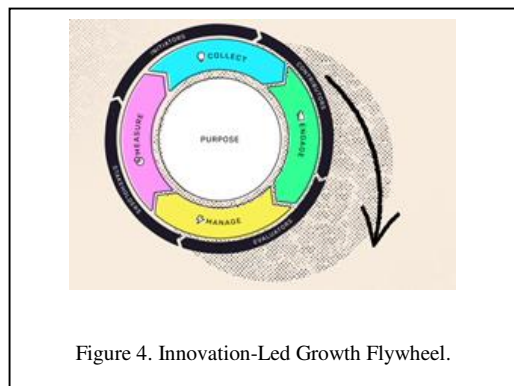 INITIATORS
COLLECT
CONTRIBUTORS
ENGAGE
EVALUATORS
MANAGE
STAKEHOLDERS
MEASURE
PURPOSE
Figure 4. Innovation-Led Growth Flywheel.